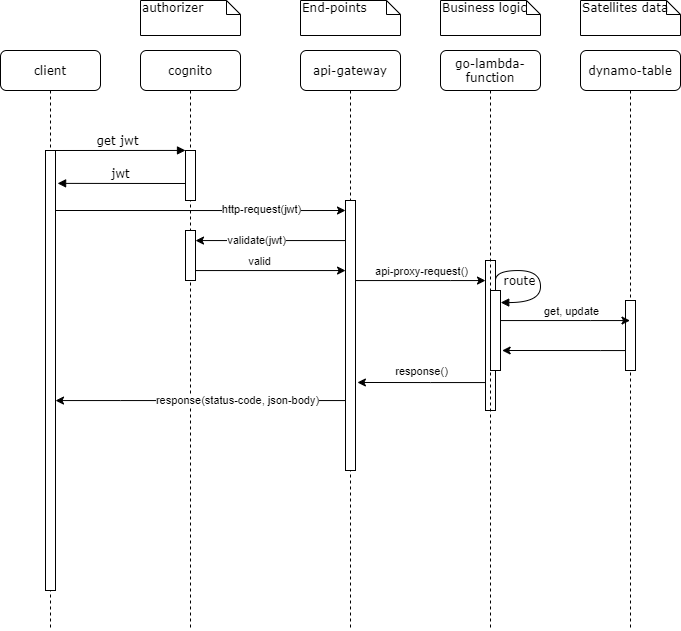 authorizer
End-points
Business logic
Satellites data
client
cognito
api-gateway
go-lambda-
function
dynamo-table
get jwt
jwt
http-request(jwt)
validate(jwt)
valid
api-proxy-request()
route
get, update
response()
response(status-code, json-body)